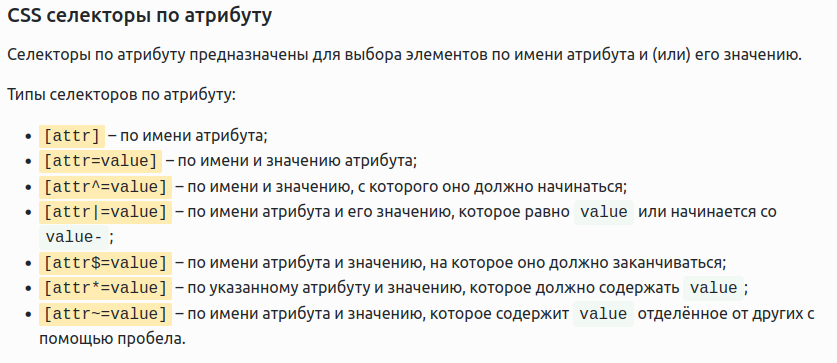 CSS селекторы по атрибуту
Селекторы по атрибуту предназначены для выбора элементов по имени атрибута и (или) его значению.
Типы селекторов по атрибуту:
• [attr] – по имени атрибута;
• [attr=value] – по имени и значению атрибута;
• [attr^=value] – по имени и значению, с которого оно должно начинаться;
• [attr|=value] – по имени атрибута и его значению, которое равно value или начинается со
value- ;
• [attr$=value] – по имени атрибута и значению, на которое оно должно заканчиваться;
• [attr*=value] – по указанному атрибуту и значению, которое должно содержать value ;
• [attr~=value] – по имени атрибута и значению, которое содержит value отделённое от других с
помощью пробела.